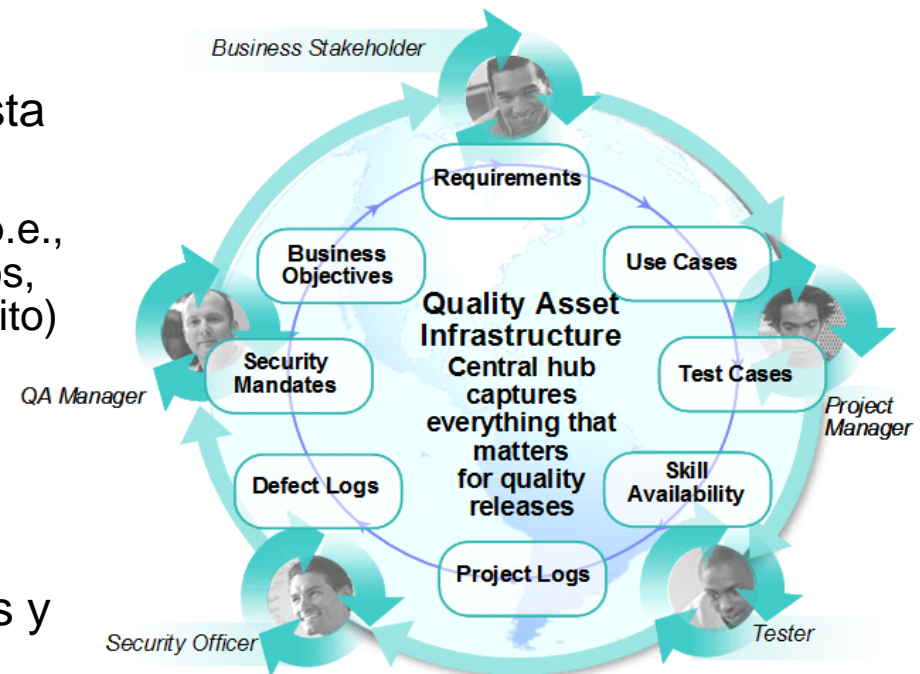 sta
o.e.,
os,
ito)
s y
Business Stakeholder
Requirements
Use Cases
Project
Manager
Test Cases
Skill
Availability
Tester
Project Logs
Security Officer
Defect Logs
QA Manager
Security
Mandates
Business
Objectives
Quality Asset
Infrastructure
Central hub
captures
everything that
matters
for quality
releases